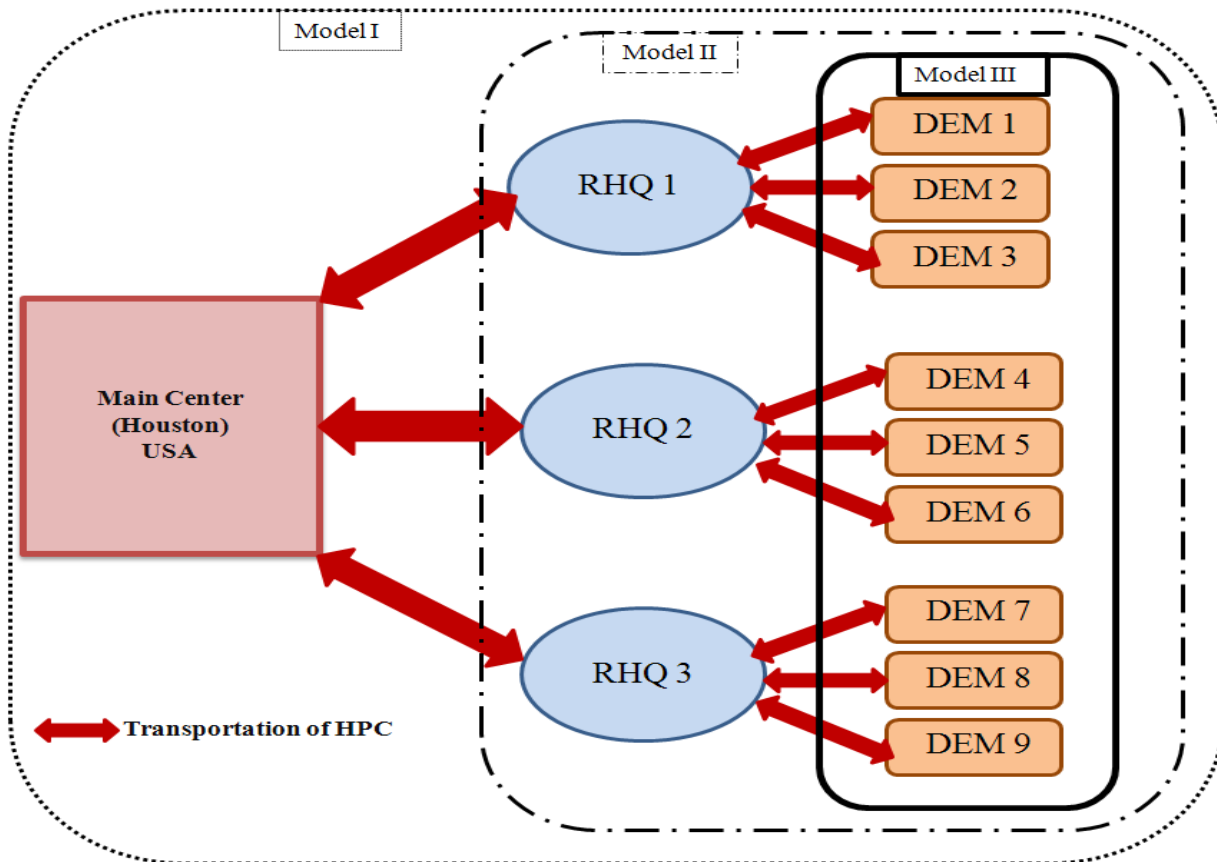 Model I
Model II
Model III
DEM 1
RHQ 1
DEM 2
DEM 3
Main Center
(Houston)
USA
RHQ 2
DEM 4
DEM 5
DEM 6
RHQ 3
DEM 7
DEM 8
DEM 9
Transportation of HPC